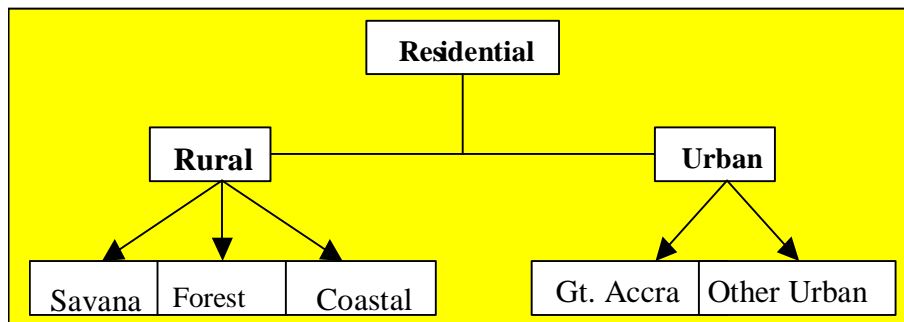 Residential
Rural
Urban
Savana
Forest
Coastal
Gt. Accra
Other Urban